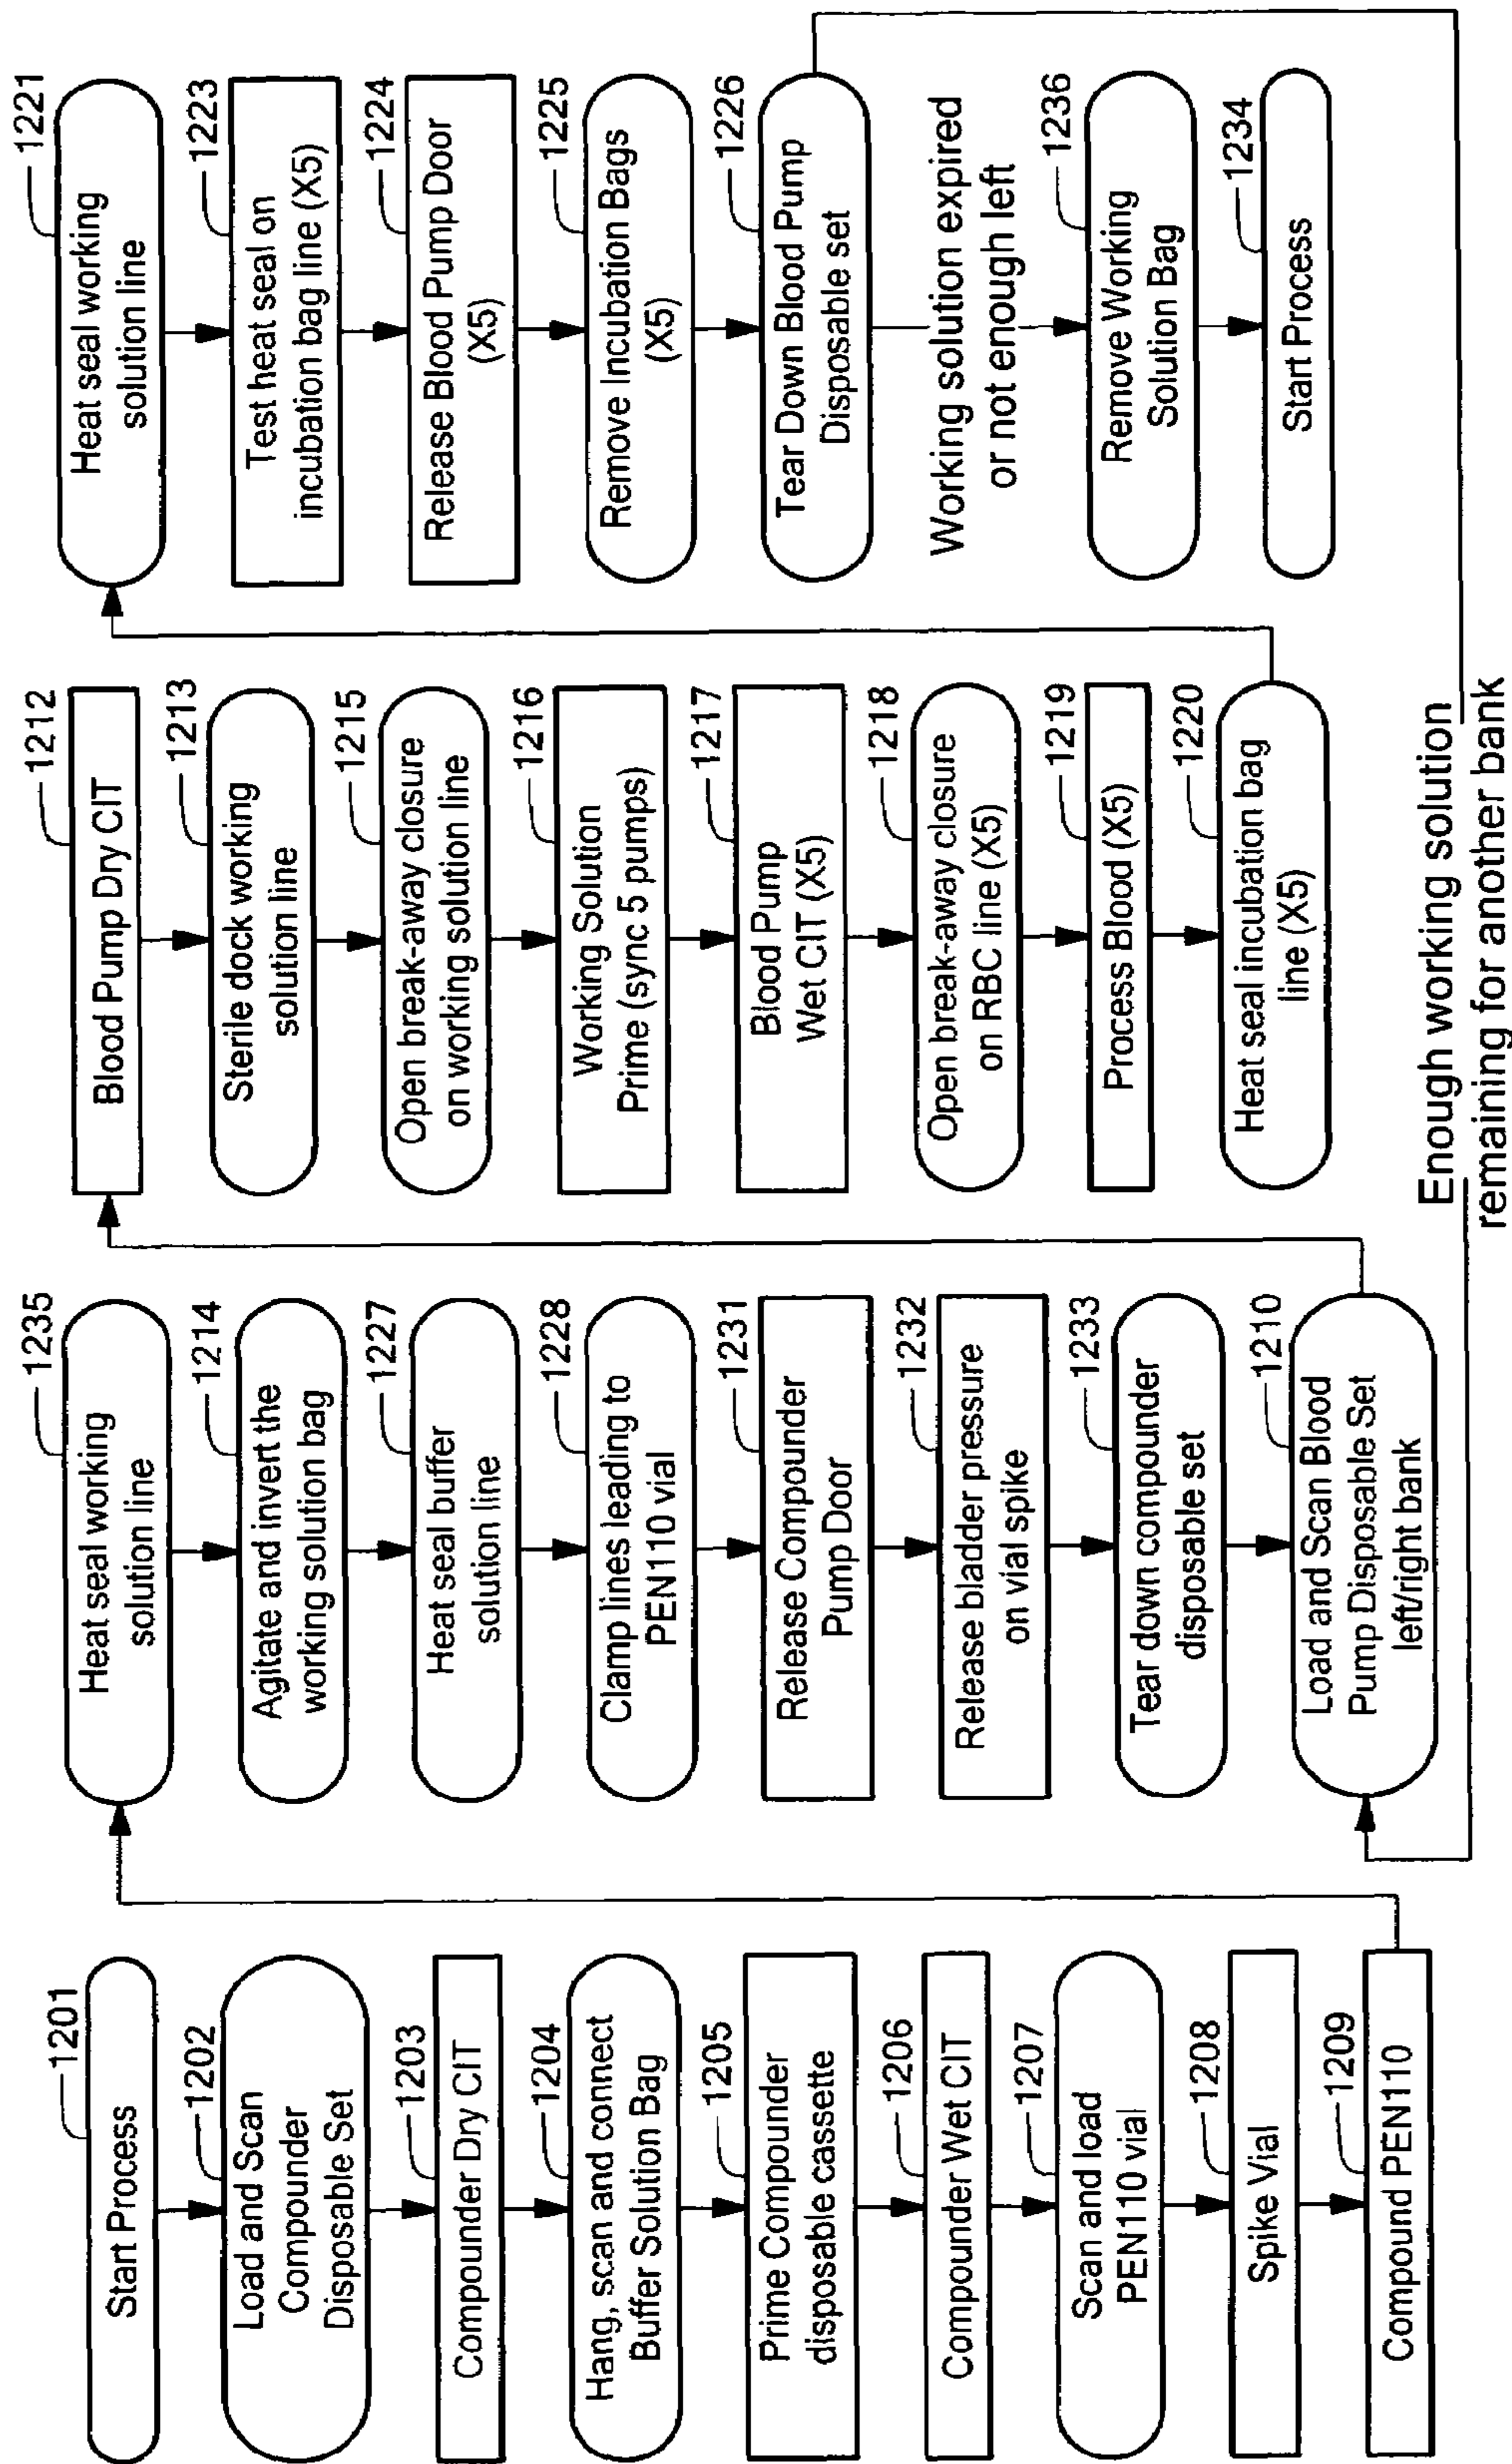 1201
Start Process
1202
Load and Scan
Compounder
Disposable Set
1203
Compounder Dry CIT
1204
Hang, scan and connect
Buffer Solution Bag
1205
Prime Compounder
disposable cassette
1206
Compounder Wet CIT
1207
Scan and load
PEN110 vial
1208
Spike Vial
1209
Compound PEN110
1235
Heat seal working
solution line
1214
Agitate and invert the
working solution bag
1227
Heat seal buffer
solution line
1228
Clamp lines leading to
PEN110 vial
1231
Release Compounder
Pump Door
1232
Release bladder pressure
on vial spike
1233
Tear down compounder
disposable set
1210
Load and Scan Blood
Pump Disposable Set
left/right bank
1212
Blood Pump Dry CIT
1213
Sterile dock working
solution line
1215
Open break-away closure
on working solution line
1216
Working Solution
Prime (sync 5 pumps)
1217
Blood Pump
Wet CIT (X5)
1218
Open break-away closure
on RBC line (X5)
1219
Process Blood (X5)
1220
Heat seal incubation bag
line (X5)
1221
Heat seal working
solution line
1223
Test heat seal on
incubation bag line (X5)
1224
Release Blood Pump Door
(X5)
1225
Remove Incubation Bags
(X5)
1226
Tear Down Blood Pump
Disposable set
Working solution expired
or not enough left
1236
Remove Working
Solution Bag
1234
Start Process
Enough working solution
remaining for another bank